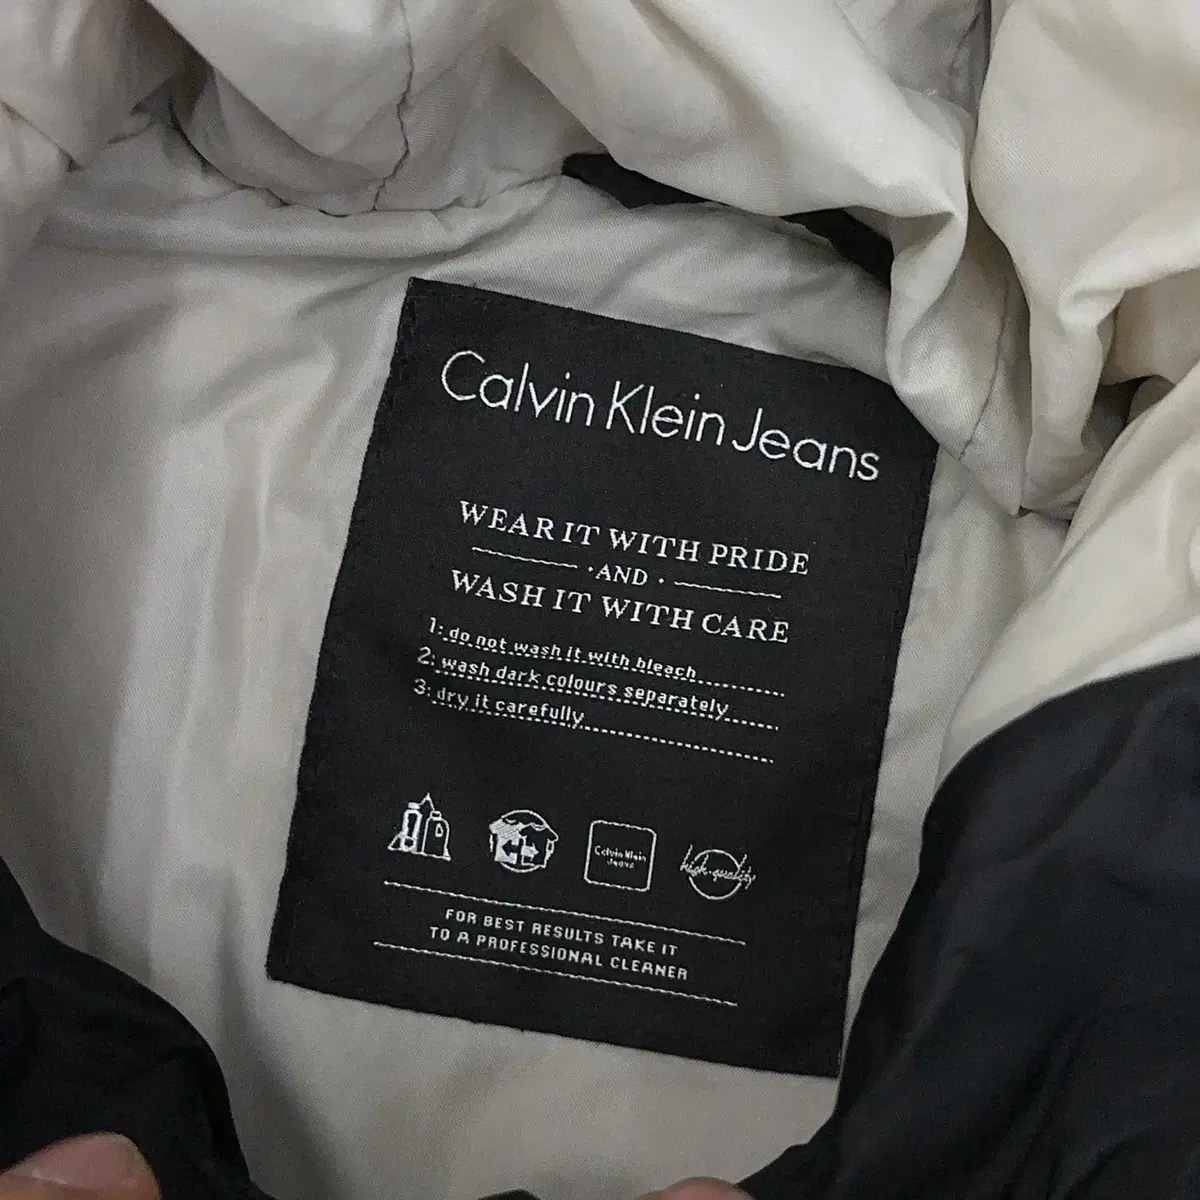 Calvin Klein Jeans
WEAR IT WITH PRIDE
·AND·
WASH IT WITH CARE
1: do not wash it with bleach
2: wash dark colours separately
3: dry it carefully
Calvin Klein
Jeans
high-quality
FOR BEST RESULTS TAKE IT
TO A PROFESSIONAL CLEANER